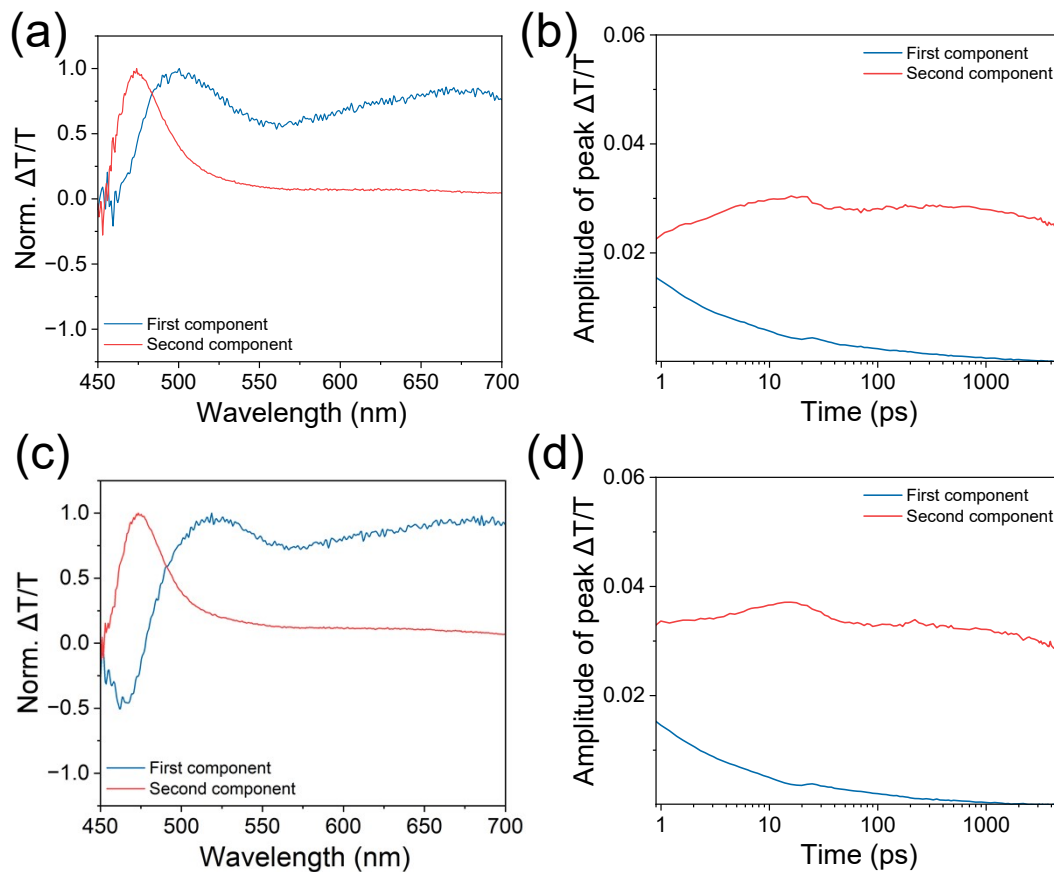 (a)
Norm. ΔT/T
1.0
0.5
0.0
−0.5
−1.0
First component
Second component
450 500 550 600 650 700
Wavelength (nm)
(b)
Amplitude of peak ΔT/T
0.06
0.04
0.02
First component
Second component
1 10 100 1000
Time (ps)
(c)
Norm. ΔT/T
1.0
0.5
0.0
−0.5
−1.0
First component
Second component
450 500 550 600 650 700
Wavelength (nm)
(d)
Amplitude of peak ΔT/T
0.06
0.04
0.02
First component
Second component
1 10 100 1000
Time (ps)